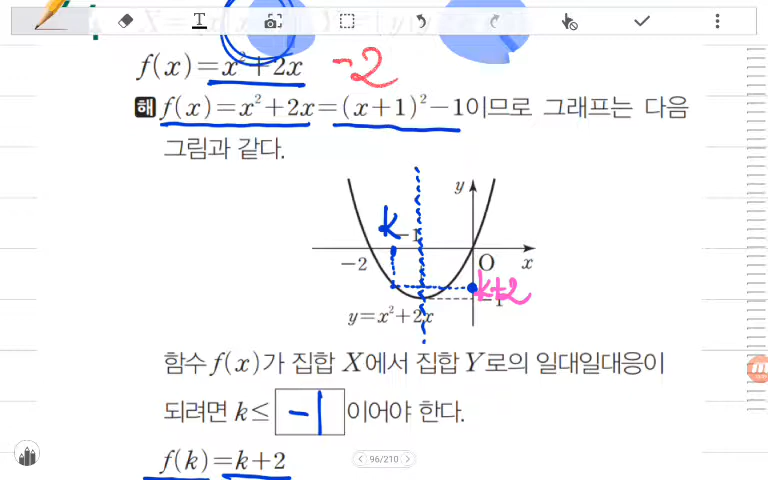 f(x)=x²+2x -2
해 f(x)=x²+2x=(x+1)²-1이므로 그래프는 다음
그림과 같다.
y
k
-1
-2
O
x
k+2
-1
y=x²+2x
함수 f(x)가 집합 X에서 집합 Y로의 일대일대응이
되려면 k≤ -1 이어야 한다.
f(k)=k+2
96/210